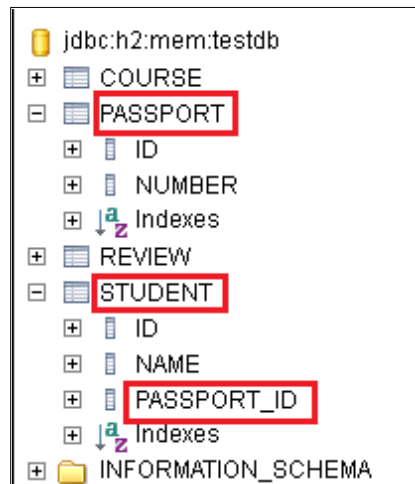 jdbc:h2:mem:testdb
COURSE
PASSPORT
ID
NUMBER
Indexes
REVIEW
STUDENT
ID
NAME
PASSPORT_ID
Indexes
INFORMATION_SCHEMA